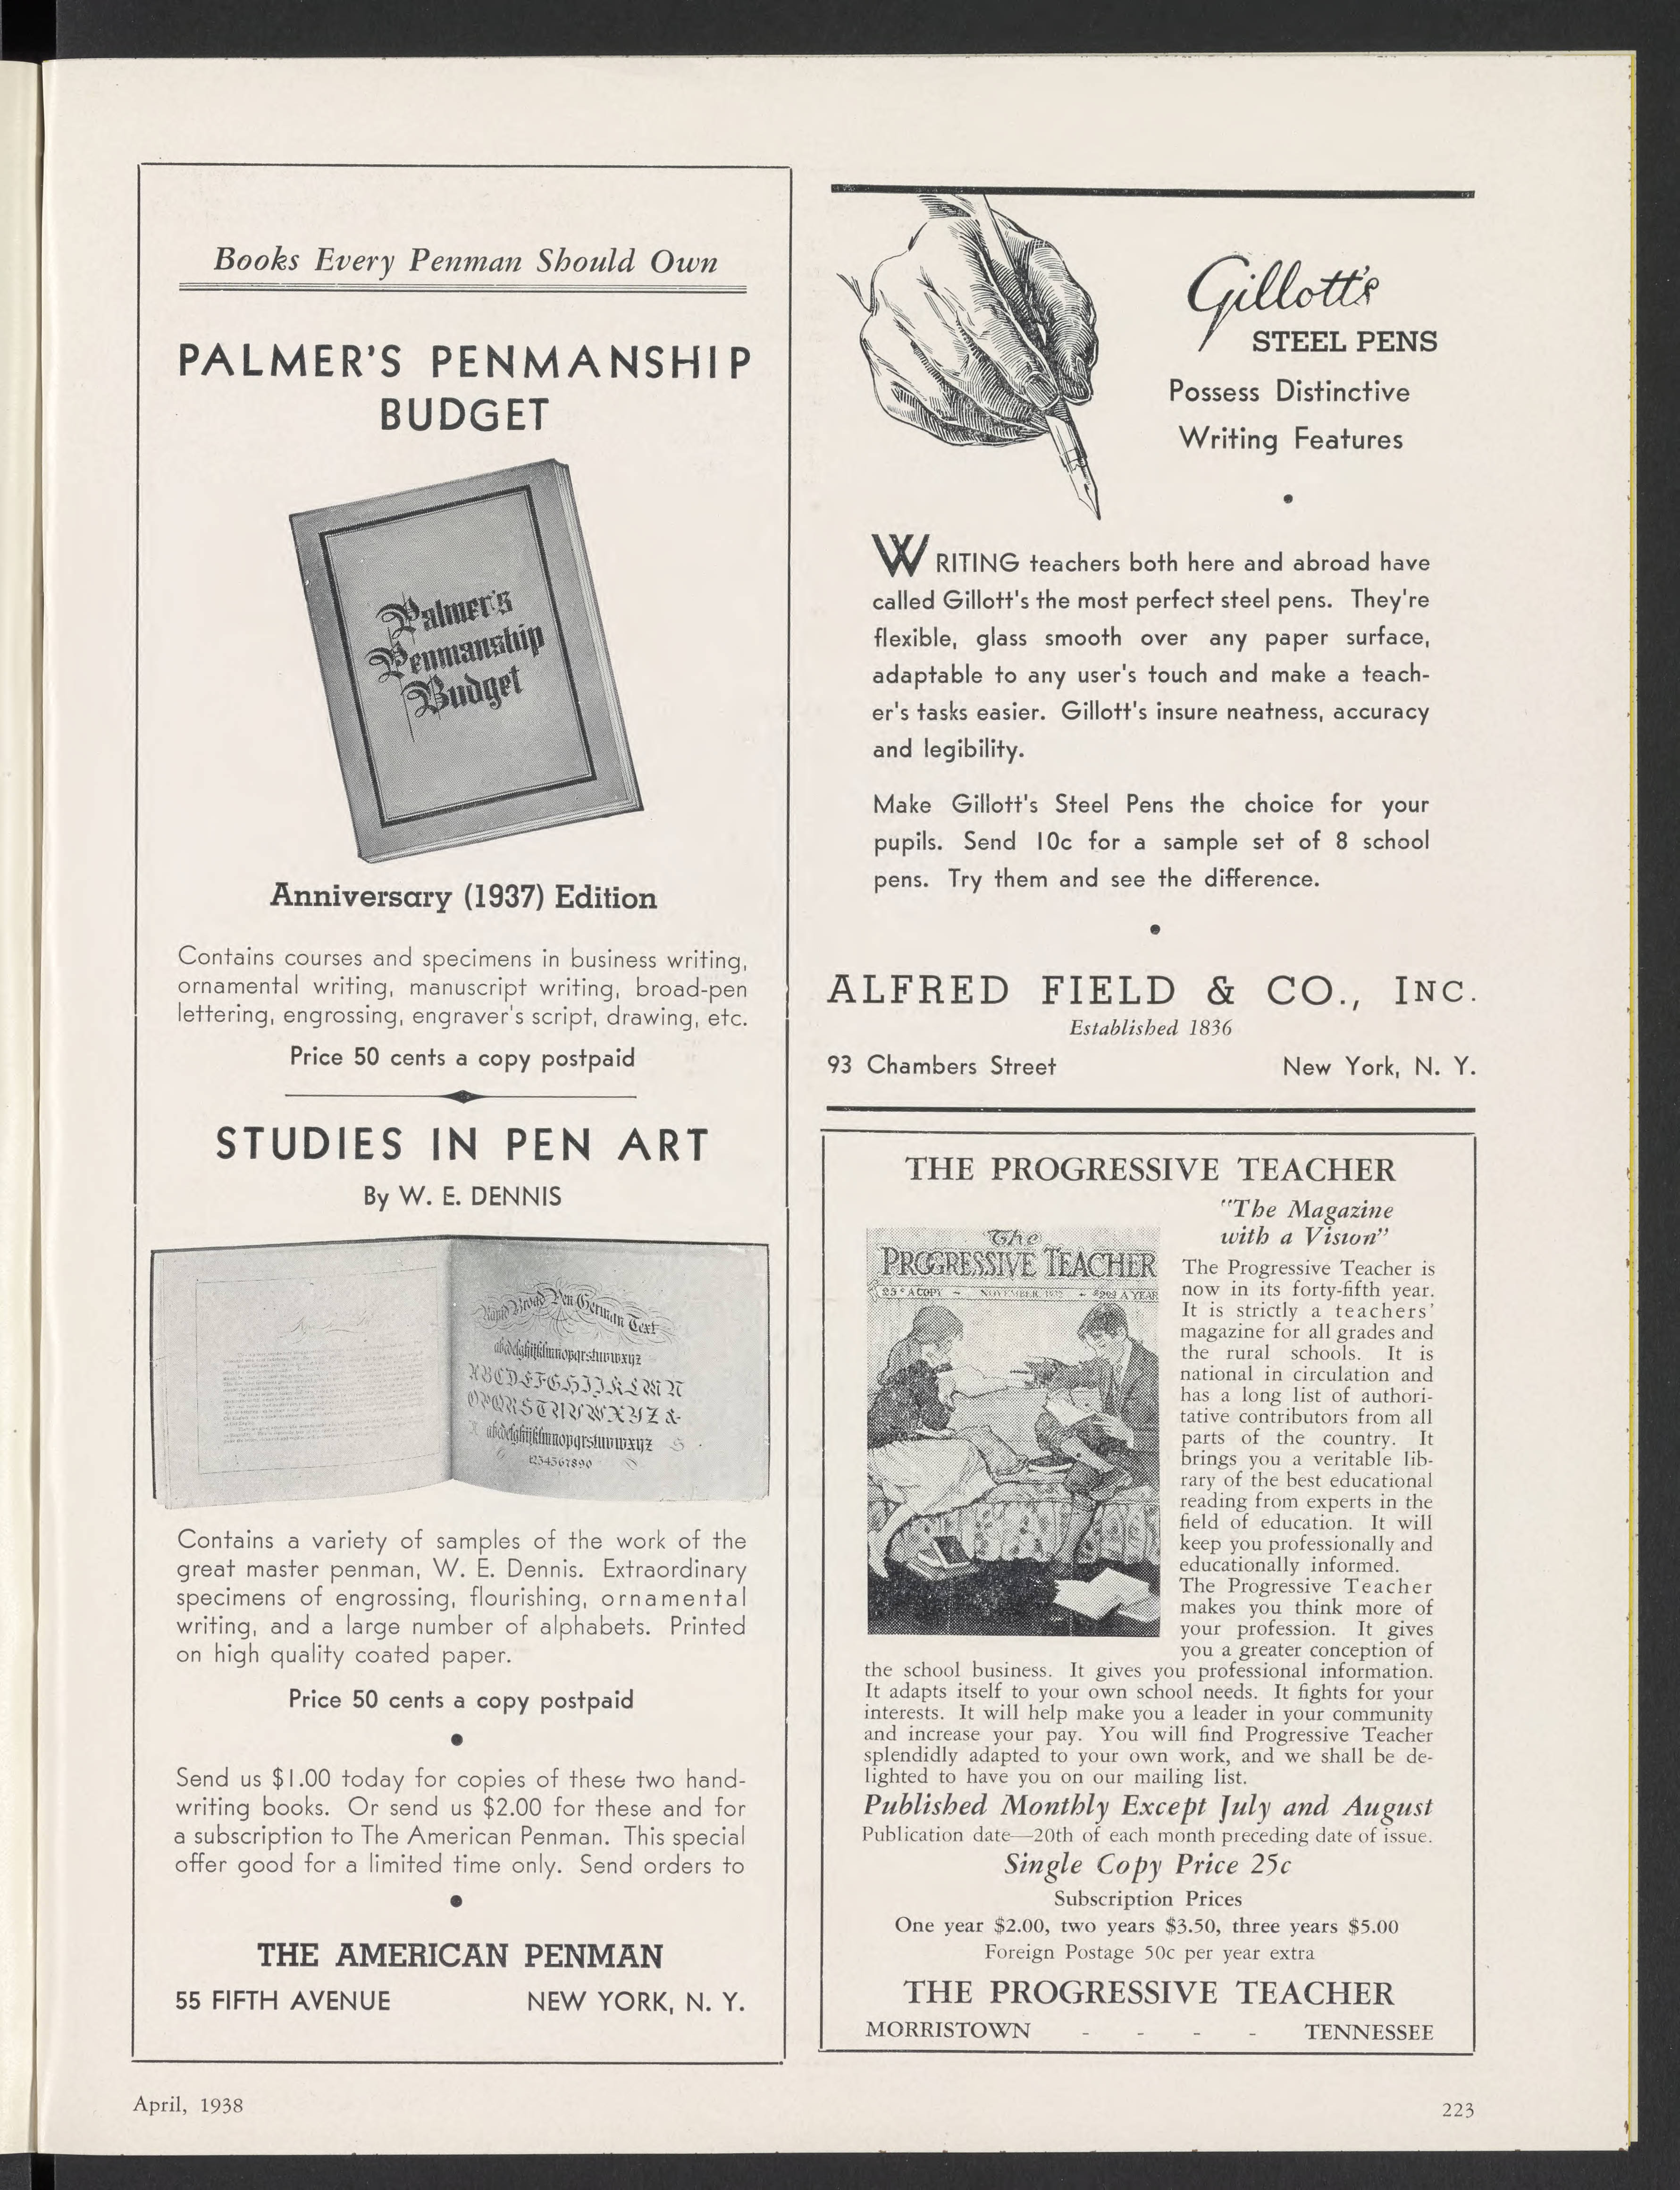 Books Every Penman Should Own
PALMER'S PENMANSHIP
BUDGET
Palmer's
Penmanship
Budget
Anniversary (1937) Edition
Contains courses and specimens in business writing,
ornamental writing, manuscript writing, broad-pen
lettering, engrossing, engraver's script, drawing, etc.
Price 50 cents a copy postpaid
STUDIES IN PEN ART
By W. E. DENNIS
Rapid Broad Pen German Text
abcdefghijklmnopqrstuvwxyz
ABCDEFGHIJKLMN
OPQRSTUVWXYZ &
abcdefghijklmnopqrstuvwxyz
1234567890
Contains a variety of samples of the work of the
great master penman, W. E. Dennis. Extraordinary
specimens of engrossing, flourishing, ornamental
writing, and a large number of alphabets. Printed
on high quality coated paper.
Price 50 cents a copy postpaid
Send us $1.00 today for copies of these two hand-
writing books. Or send us $2.00 for these and for
a subscription to The American Penman. This special
offer good for a limited time only. Send orders to
THE AMERICAN PENMAN
55 FIFTH AVENUE NEW YORK, N. Y.
Gillott's
STEEL PENS
Possess Distinctive
Writing Features
WRITING teachers both here and abroad have
called Gillott's the most perfect steel pens. They're
flexible, glass smooth over any paper surface,
adaptable to any user's touch and make a teach-
er's tasks easier. Gillott's insure neatness, accuracy
and legibility.
Make Gillott's Steel Pens the choice for your
pupils. Send 10c for a sample set of 8 school
pens. Try them and see the difference.
ALFRED FIELD & CO., INC.
Established 1836
93 Chambers Street New York, N. Y.
THE PROGRESSIVE TEACHER
"The Magazine
with a Vision"
The
PROGRESSIVE TEACHER
25¢ A COPY - NOVEMBER, - A YEAR
The Progressive Teacher is
now in its forty-fifth year.
It is strictly a teachers'
magazine for all grades and
the rural schools. It is
national in circulation and
has a long list of authori-
tative contributors from all
parts of the country. It
brings you a veritable lib-
rary of the best educational
reading from experts in the
field of education. It will
keep you professionally and
educationally informed.
The Progressive Teacher
makes you think more of
your profession. It gives
you a greater conception of
the school business. It gives you professional information.
It adapts itself to your own school needs. It fights for your
interests. It will help make you a leader in your community
and increase your pay. You will find Progressive Teacher
splendidly adapted to your own work, and we shall be de-
lighted to have you on our mailing list.
Published Monthly Except July and August
Publication date—20th of each month preceding date of issue.
Single Copy Price 25c
Subscription Prices
One year $2.00, two years $3.50, three years $5.00
Foreign Postage 50c per year extra
THE PROGRESSIVE TEACHER
MORRISTOWN - - - - TENNESSEE
April, 1938
223